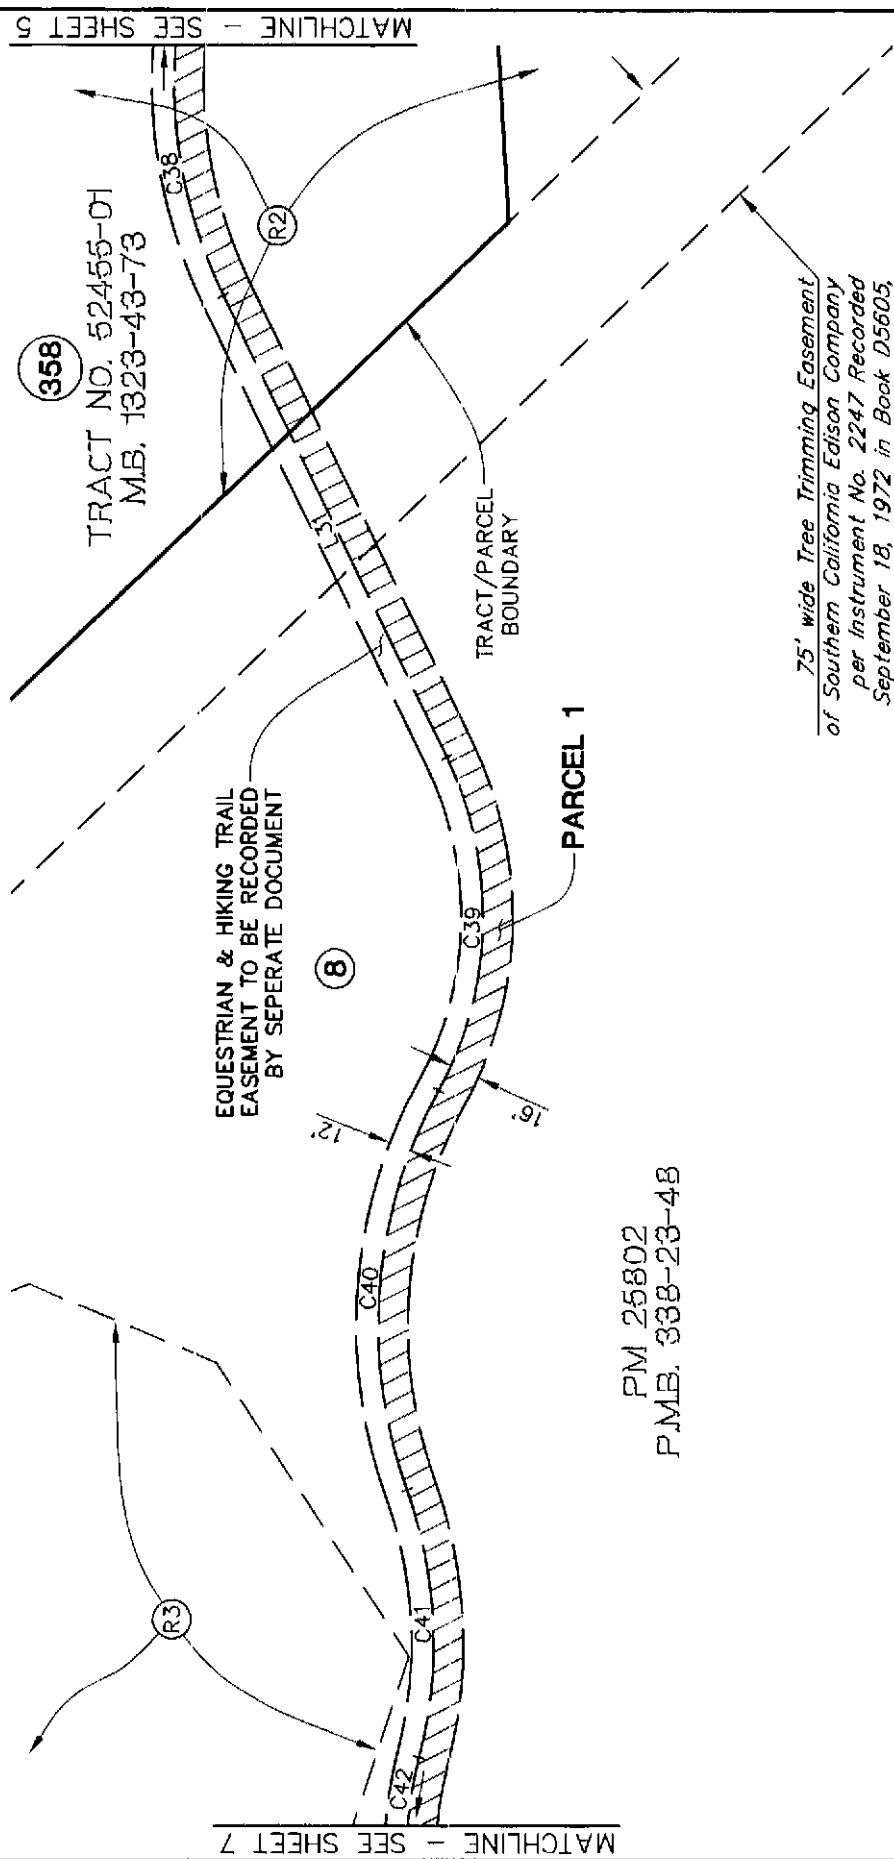 MATCHLINE - SEE SHEET 5
358
TRACT NO. 52455-01
M.B. 1323-43-73
C38
R2
L31
TRACT/PARCEL
BOUNDARY
75' wide Tree Trimming Easement
of Southern California Edison Company
per Instrument No. 2247 Recorded
September 18, 1972 in Book D5605,
EQUESTRIAN & HIKING TRAIL
EASEMENT TO BE RECORDED
BY SEPERATE DOCUMENT
8
PARCEL 1
C39
12'
16'
C40
PM 25802
P.M.B. 338-23-48
R3
C41
C42
MATCHLINE - SEE SHEET 7